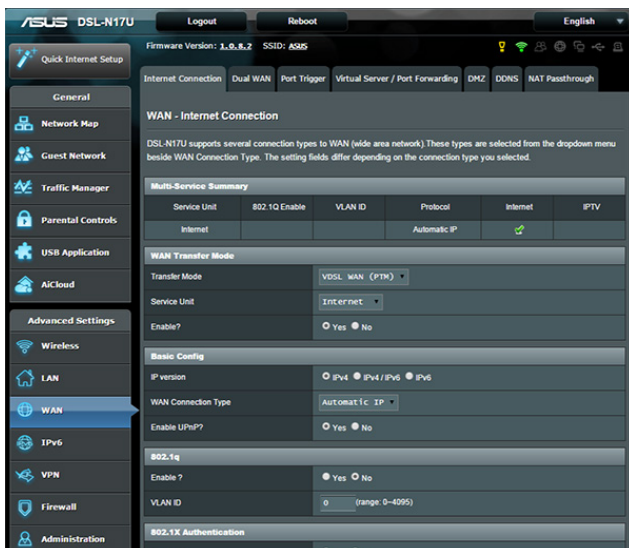 ASUS DSL-N17U Logout Reboot English
Quick Internet Setup
General
Network Map
Guest Network
Traffic Manager
Parental Controls
USB Application
AiCloud
Advanced Settings
Wireless
LAN
WAN
IPv6
VPN
Firewall
Administration
Firmware Version: 1.0.8.2 SSID: ASUS
Internet Connection Dual WAN Port Trigger Virtual Server / Port Forwarding DMZ DDNS NAT Passthrough
WAN - Internet Connection
DSL-N17U supports several connection types to WAN (wide area network).These types are selected from the dropdown menu
beside WAN Connection Type. The setting fields differ depending on the connection type you selected.
Multi-Service Summary
Service Unit 802.1Q Enable VLAN ID Protocol Internet IPTV
Internet Automatic IP
WAN Transfer Mode
Transfer Mode VDSL WAN (PTM)
Service Unit Internet
Enable? Yes No
Basic Config
IP version IPv4 IPv4 / IPv6 IPv6
WAN Connection Type Automatic IP
Enable UPnP? Yes No
802.1q
Enable ? Yes No
VLAN ID 0 (range: 0~4095)
802.1X Authentication